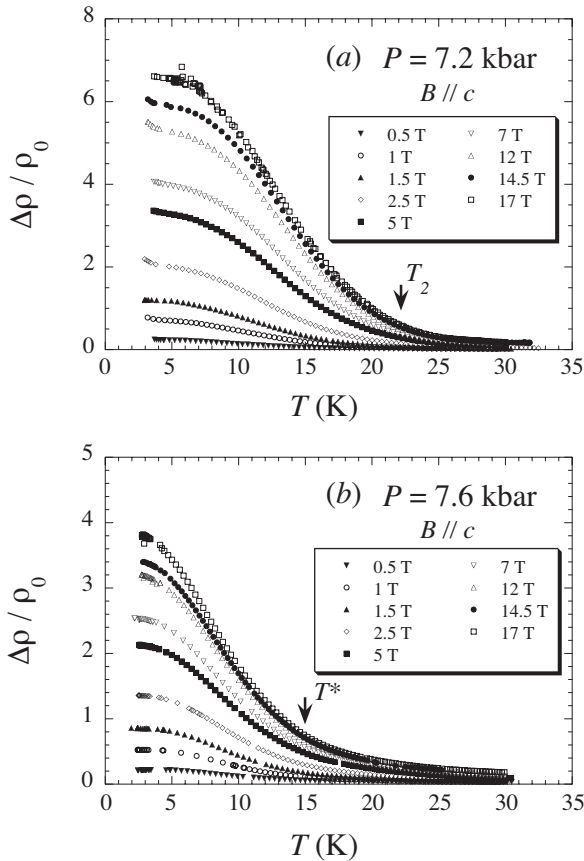 (a) P = 7.2 kbar
B // c
0.5 T
1 T
1.5 T
2.5 T
5 T
7 T
12 T
14.5 T
17 T
T2
8
6
4
2
0
Δρ / ρ0
0 5 10 15 20 25 30 35
T (K)
(b) P = 7.6 kbar
B // c
0.5 T
1 T
1.5 T
2.5 T
5 T
7 T
12 T
14.5 T
17 T
T*
5
4
3
2
1
0
Δρ / ρ0
0 5 10 15 20 25 30 35
T (K)